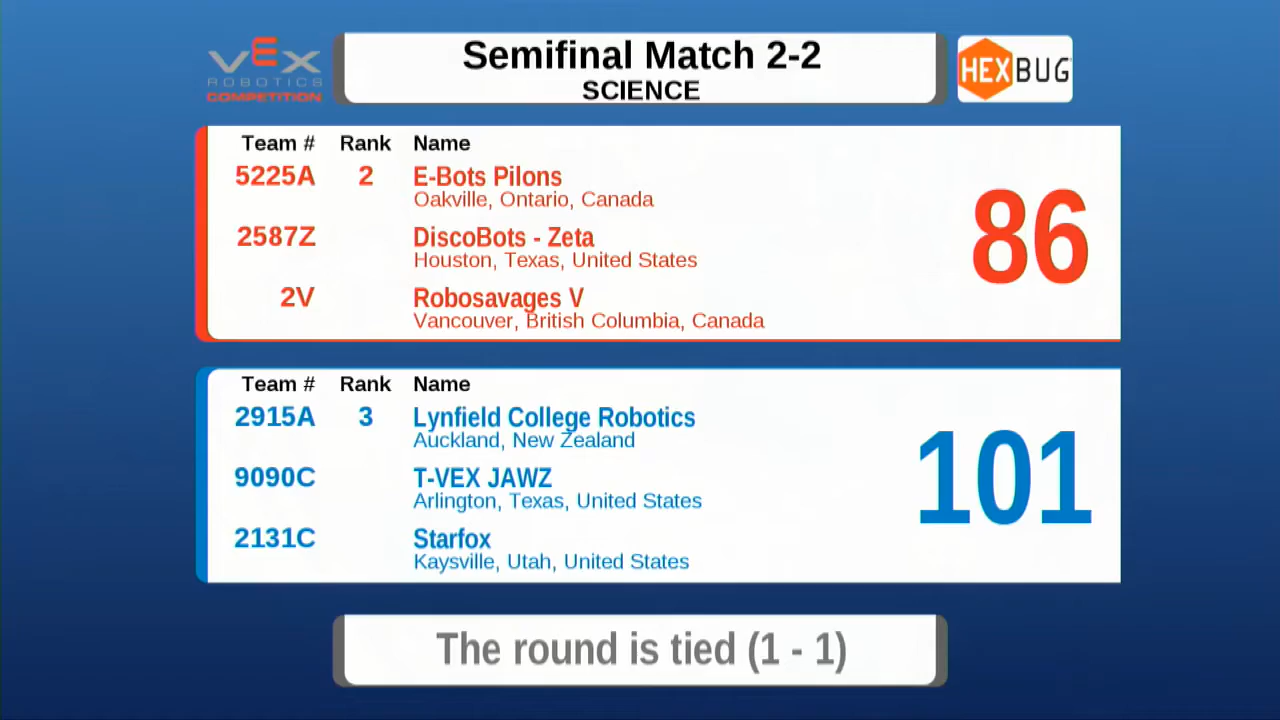 VEX
ROBOTICS
COMPETITION
Semifinal Match 2-2
SCIENCE
HEXBUG
Team # Rank Name
5225A 2 E-Bots Pilons
Oakville, Ontario, Canada
2587Z DiscoBots - Zeta
Houston, Texas, United States
2V Robosavages V
Vancouver, British Columbia, Canada
86
Team # Rank Name
2915A 3 Lynfield College Robotics
Auckland, New Zealand
9090C T-VEX JAWZ
Arlington, Texas, United States
2131C Starfox
Kaysville, Utah, United States
101
The round is tied (1 - 1)